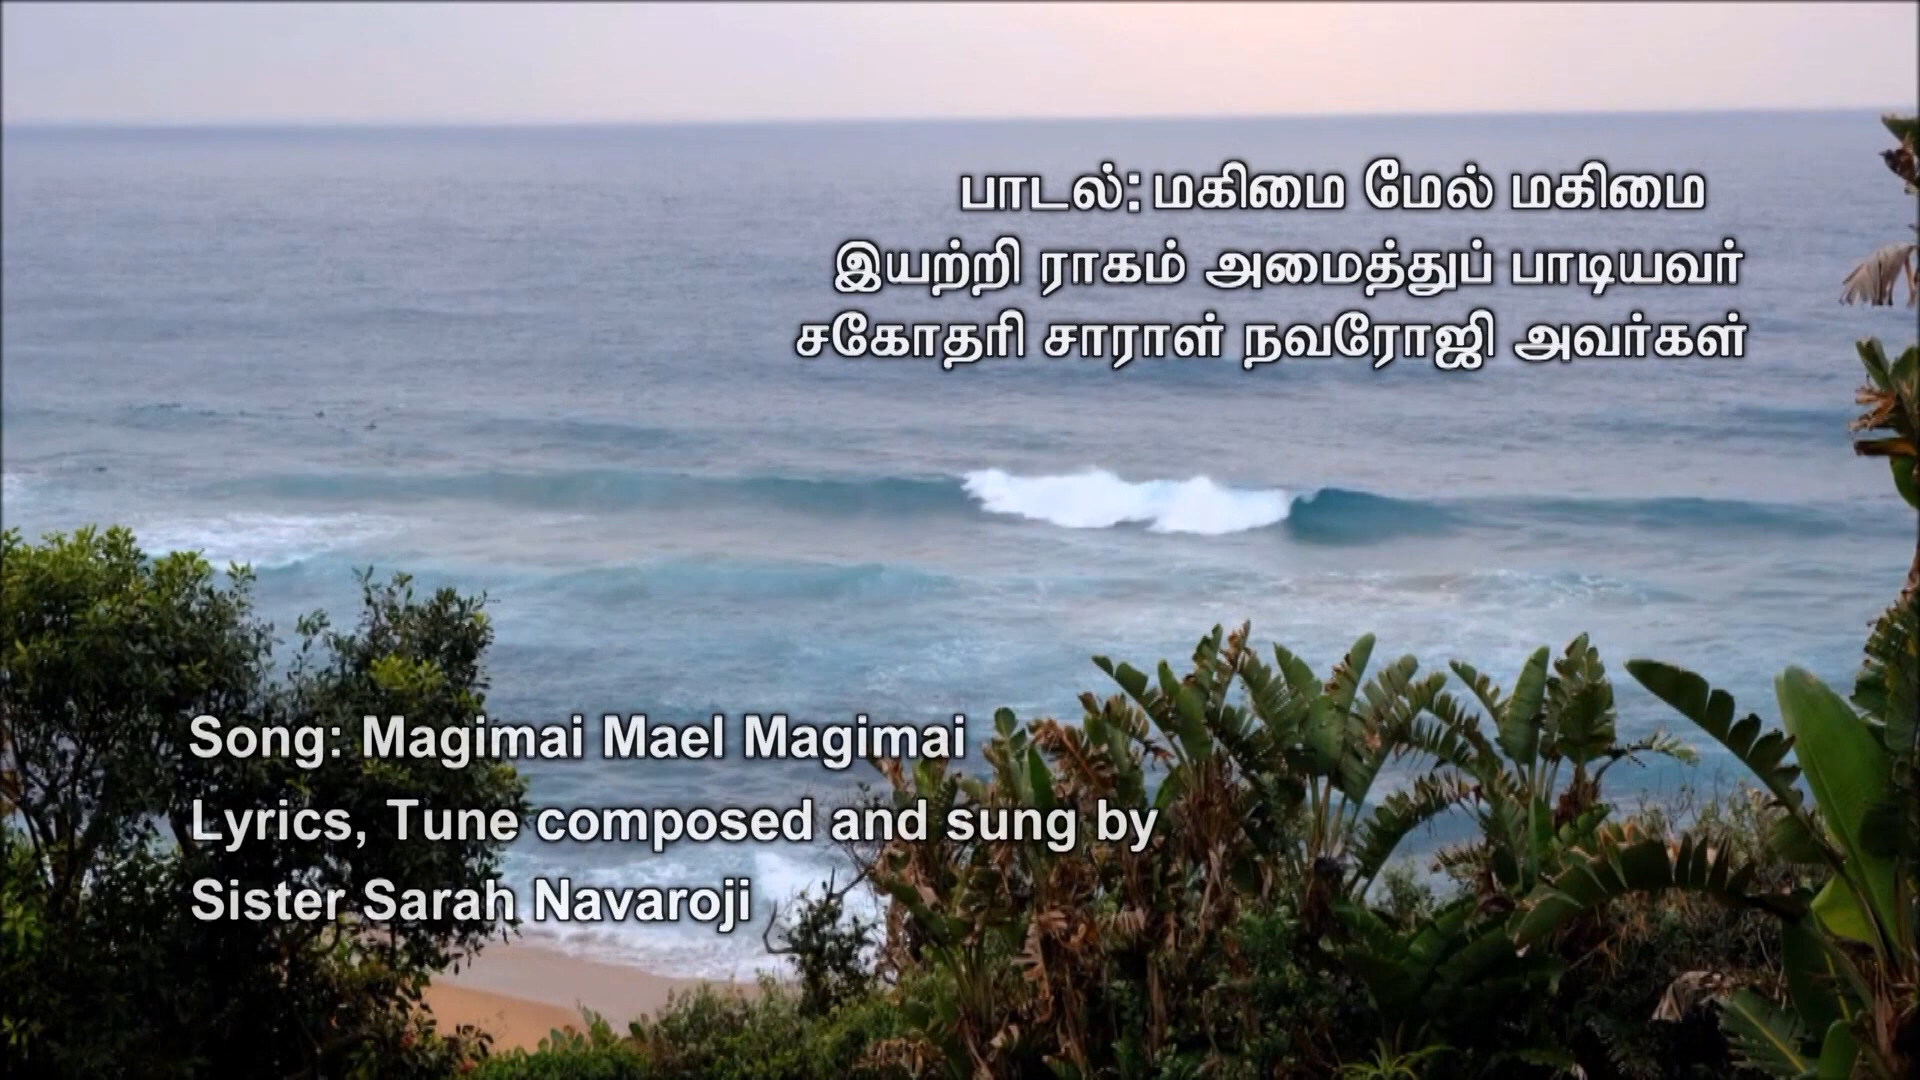 பாடல்: மகிமை மேல் மகிமை
இயற்றி ராகம் அமைத்துப் பாடியவர்
சகோதரி சாராள் நவரோஜி அவர்கள்
Song: Magimai Mael Magimai
Lyrics, Tune composed and sung by
Sister Sarah Navaroji